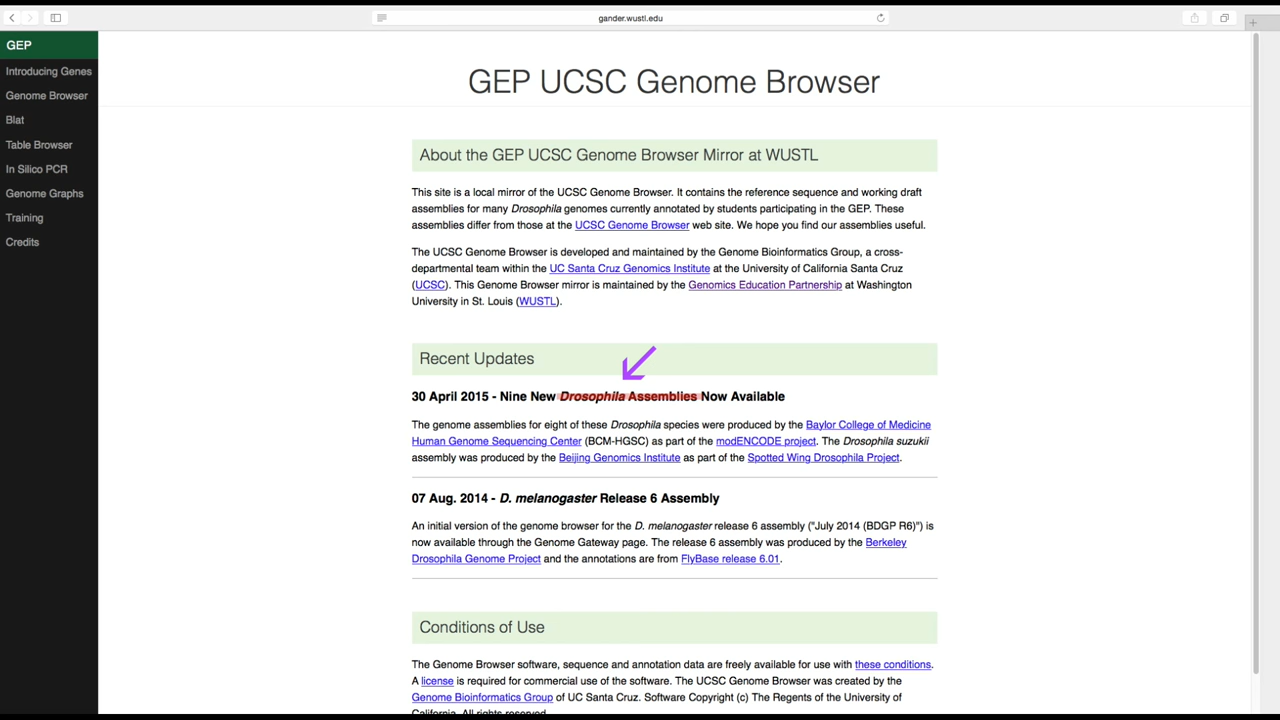 gander.wustl.edu
GEP
Introducing Genes
Genome Browser
Blat
Table Browser
In Silico PCR
Genome Graphs
Training
Credits
GEP UCSC Genome Browser
About the GEP UCSC Genome Browser Mirror at WUSTL
This site is a local mirror of the UCSC Genome Browser. It contains the reference sequence and working draft
assemblies for many Drosophila genomes currently annotated by students participating in the GEP. These
assemblies differ from those at the UCSC Genome Browser web site. We hope you find our assemblies useful.
The UCSC Genome Browser is developed and maintained by the Genome Bioinformatics Group, a cross-
departmental team within the UC Santa Cruz Genomics Institute at the University of California Santa Cruz
(UCSC). This Genome Browser mirror is maintained by the Genomics Education Partnership at Washington
University in St. Louis (WUSTL).
Recent Updates
30 April 2015 - Nine New Drosophila Assemblies Now Available
The genome assemblies for eight of these Drosophila species were produced by the Baylor College of Medicine
Human Genome Sequencing Center (BCM-HGSC) as part of the modENCODE project. The Drosophila suzukii
assembly was produced by the Beijing Genomics Institute as part of the Spotted Wing Drosophila Project.
07 Aug. 2014 - D. melanogaster Release 6 Assembly
An initial version of the genome browser for the D. melanogaster release 6 assembly ("July 2014 (BDGP R6)") is
now available through the Genome Gateway page. The release 6 assembly was produced by the Berkeley
Drosophila Genome Project and the annotations are from FlyBase release 6.01.
Conditions of Use
The Genome Browser software, sequence and annotation data are freely available for use with these conditions.
A license is required for commercial use of the software. The UCSC Genome Browser was created by the
Genome Bioinformatics Group of UC Santa Cruz. Software Copyright (c) The Regents of the University of
California. All rights reserved.